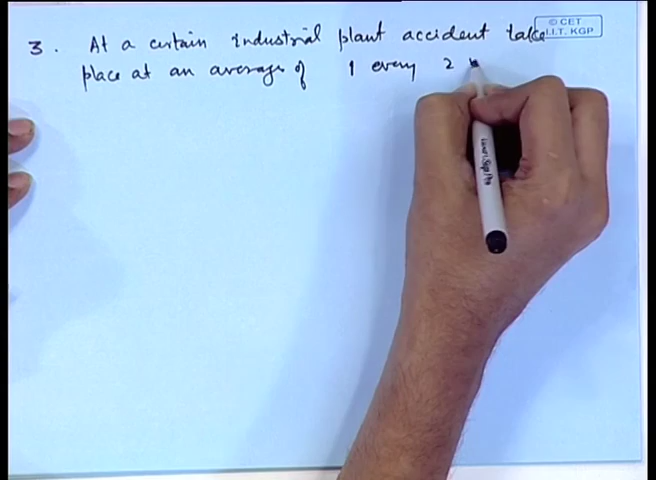 3. At a certain industrial plant accident take
place at an average of 1 every 2
© CET
I.I.T. KGP